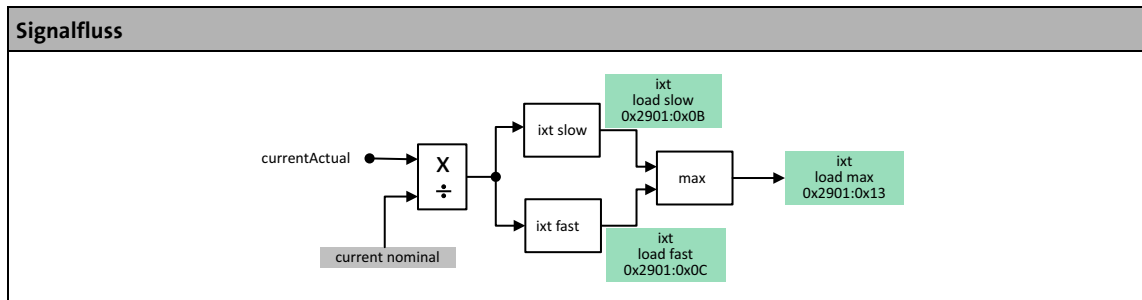 Signalfluss
ixt
load slow
0x2901:0x0B
ixt slow
currentActual
X
÷
max
ixt
load max
0x2901:0x13
ixt fast
current nominal
ixt
load fast
0x2901:0x0C